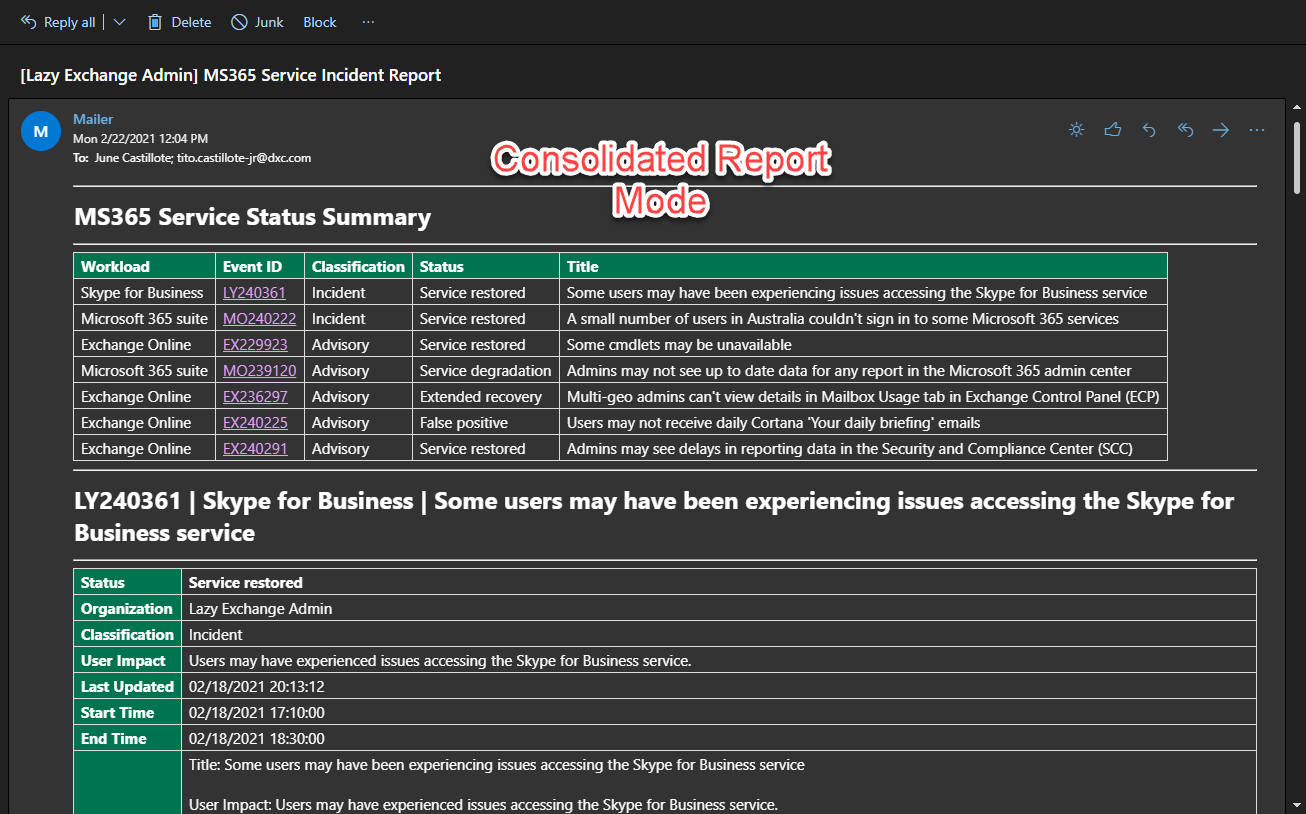 Reply all Delete Junk Block ...
[Lazy Exchange Admin] MS365 Service Incident Report
M
Mailer
Mon 2/22/2021 12:04 PM
To: June Castillote; tito.castillote-jr@dxc.com
Consolidated Report
Mode
MS365 Service Status Summary
Workload Event ID Classification Status Title
Skype for Business LY240361 Incident Service restored Some users may have been experiencing issues accessing the Skype for Business service
Microsoft 365 suite MO240222 Incident Service restored A small number of users in Australia couldn't sign in to some Microsoft 365 services
Exchange Online EX229923 Advisory Service restored Some cmdlets may be unavailable
Microsoft 365 suite MO239120 Advisory Service degradation Admins may not see up to date data for any report in the Microsoft 365 admin center
Exchange Online EX236297 Advisory Extended recovery Multi-geo admins can't view details in Mailbox Usage tab in Exchange Control Panel (ECP)
Exchange Online EX240225 Advisory False positive Users may not receive daily Cortana 'Your daily briefing' emails
Exchange Online EX240291 Advisory Service restored Admins may see delays in reporting data in the Security and Compliance Center (SCC)
LY240361 | Skype for Business | Some users may have been experiencing issues accessing the Skype for
Business service
Status Service restored
Organization Lazy Exchange Admin
Classification Incident
User Impact Users may have experienced issues accessing the Skype for Business service.
Last Updated 02/18/2021 20:13:12
Start Time 02/18/2021 17:10:00
End Time 02/18/2021 18:30:00
Title: Some users may have been experiencing issues accessing the Skype for Business service
User Impact: Users may have experienced issues accessing the Skype for Business service.